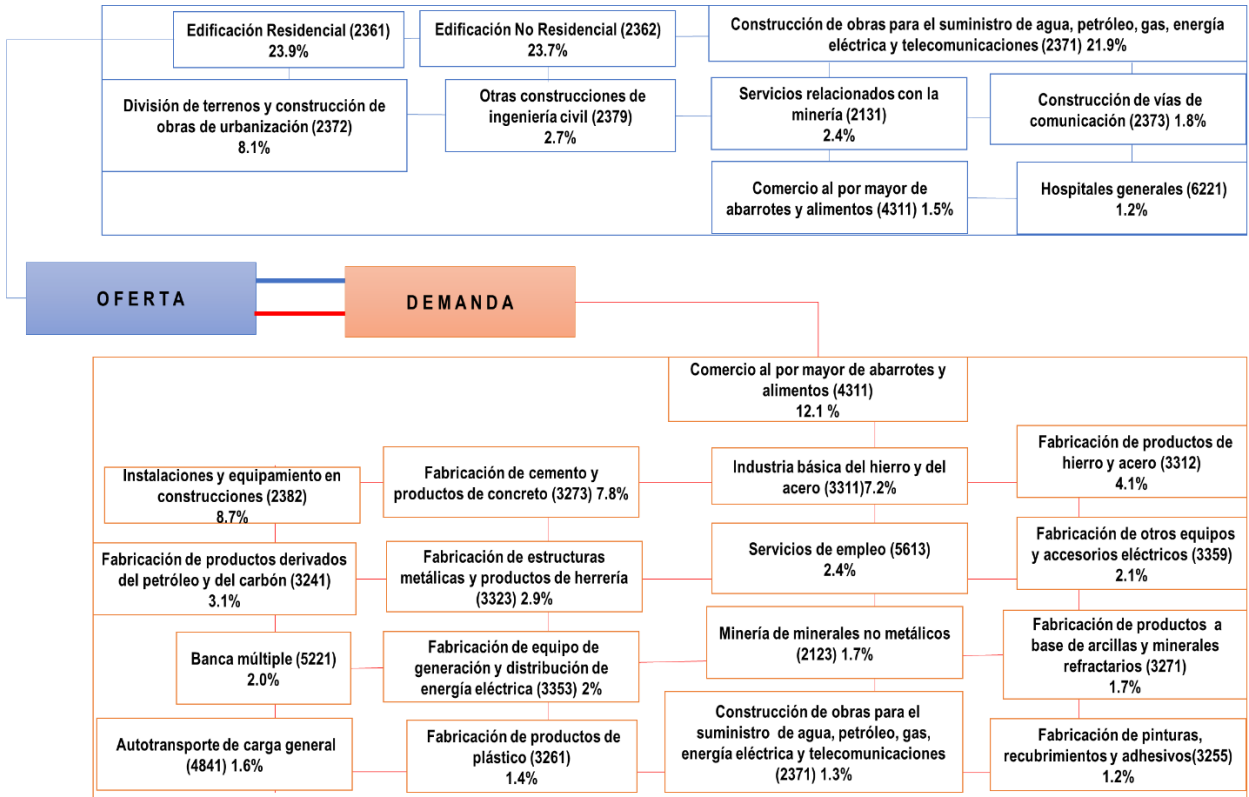 Edificación Residencial (2361)
23.9%
Edificación No Residencial (2362)
23.7%
Construcción de obras para el suministro de agua, petróleo, gas, energía
eléctrica y telecomunicaciones (2371) 21.9%
División de terrenos y construcción de
obras de urbanización (2372)
8.1%
Otras construcciones de
ingeniería civil (2379)
2.7%
Servicios relacionados con la
minería (2131)
2.4%
Construcción de vías de
comunicación (2373) 1.8%
Comercio al por mayor de
abarrotes y alimentos (4311) 1.5%
Hospitales generales (6221)
1.2%
OFERTA
DEMANDA
Comercio al por mayor de abarrotes y
alimentos (4311)
12.1 %
Instalaciones y equipamiento en
construcciones (2382)
8.7%
Fabricación de cemento y
productos de concreto (3273) 7.8%
Industria básica del hierro y del
acero (3311)7.2%
Fabricación de productos de
hierro y acero (3312)
4.1%
Fabricación de productos derivados
del petróleo y del carbón (3241)
3.1%
Fabricación de estructuras
metálicas y productos de herrería
(3323) 2.9%
Servicios de empleo (5613)
2.4%
Fabricación de otros equipos
y accesorios eléctricos (3359)
2.1%
Banca múltiple (5221)
2.0%
Fabricación de equipo de
generación y distribución de
energía eléctrica (3353) 2%
Minería de minerales no metálicos
(2123) 1.7%
Fabricación de productos a
base de arcillas y minerales
refractarios (3271)
1.7%
Autotransporte de carga general
(4841) 1.6%
Fabricación de productos de
plástico (3261)
1.4%
Construcción de obras para el
suministro de agua, petróleo, gas,
energía eléctrica y telecomunicaciones
(2371) 1.3%
Fabricación de pinturas,
recubrimientos y adhesivos(3255)
1.2%